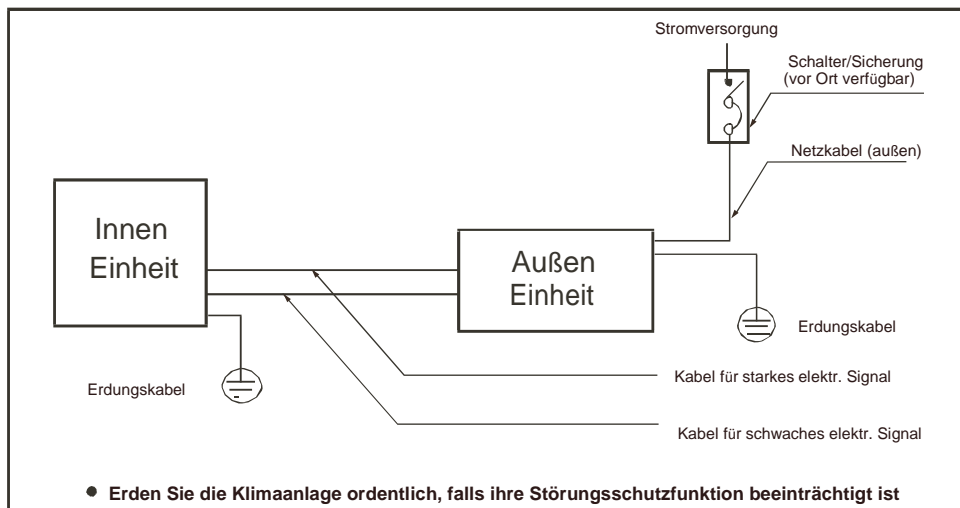 Stromversorgung
Schalter/Sicherung
(vor Ort verfügbar)
Netzkabel (außen)
Innen
Einheit
Außen
Einheit
Erdungskabel
Erdungskabel
Kabel für starkes elektr. Signal
Kabel für schwaches elektr. Signal
● Erden Sie die Klimaanlage ordentlich, falls ihre Störungsschutzfunktion beeinträchtigt ist